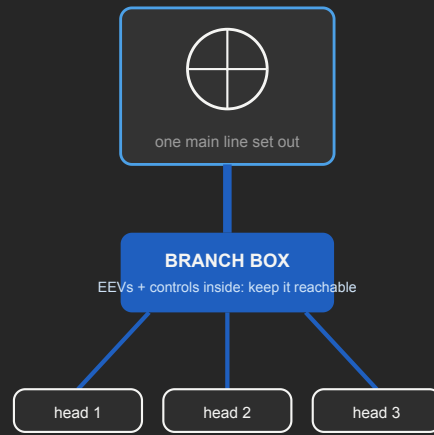 one main line set out
BRANCH BOX
EEVs + controls inside: keep it reachable
head 1
head 2
head 3